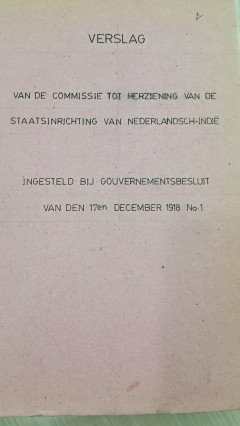 VERSLAG
VAN DE COMMISSIE TOT HERZIENING VAN DE
STAATSINRICHTING VAN NEDERLANDSCH-INDIË
INGESTELD BIJ GOUVERNEMENTSBESLUIT
VAN DEN 17en DECEMBER 1918 No.1